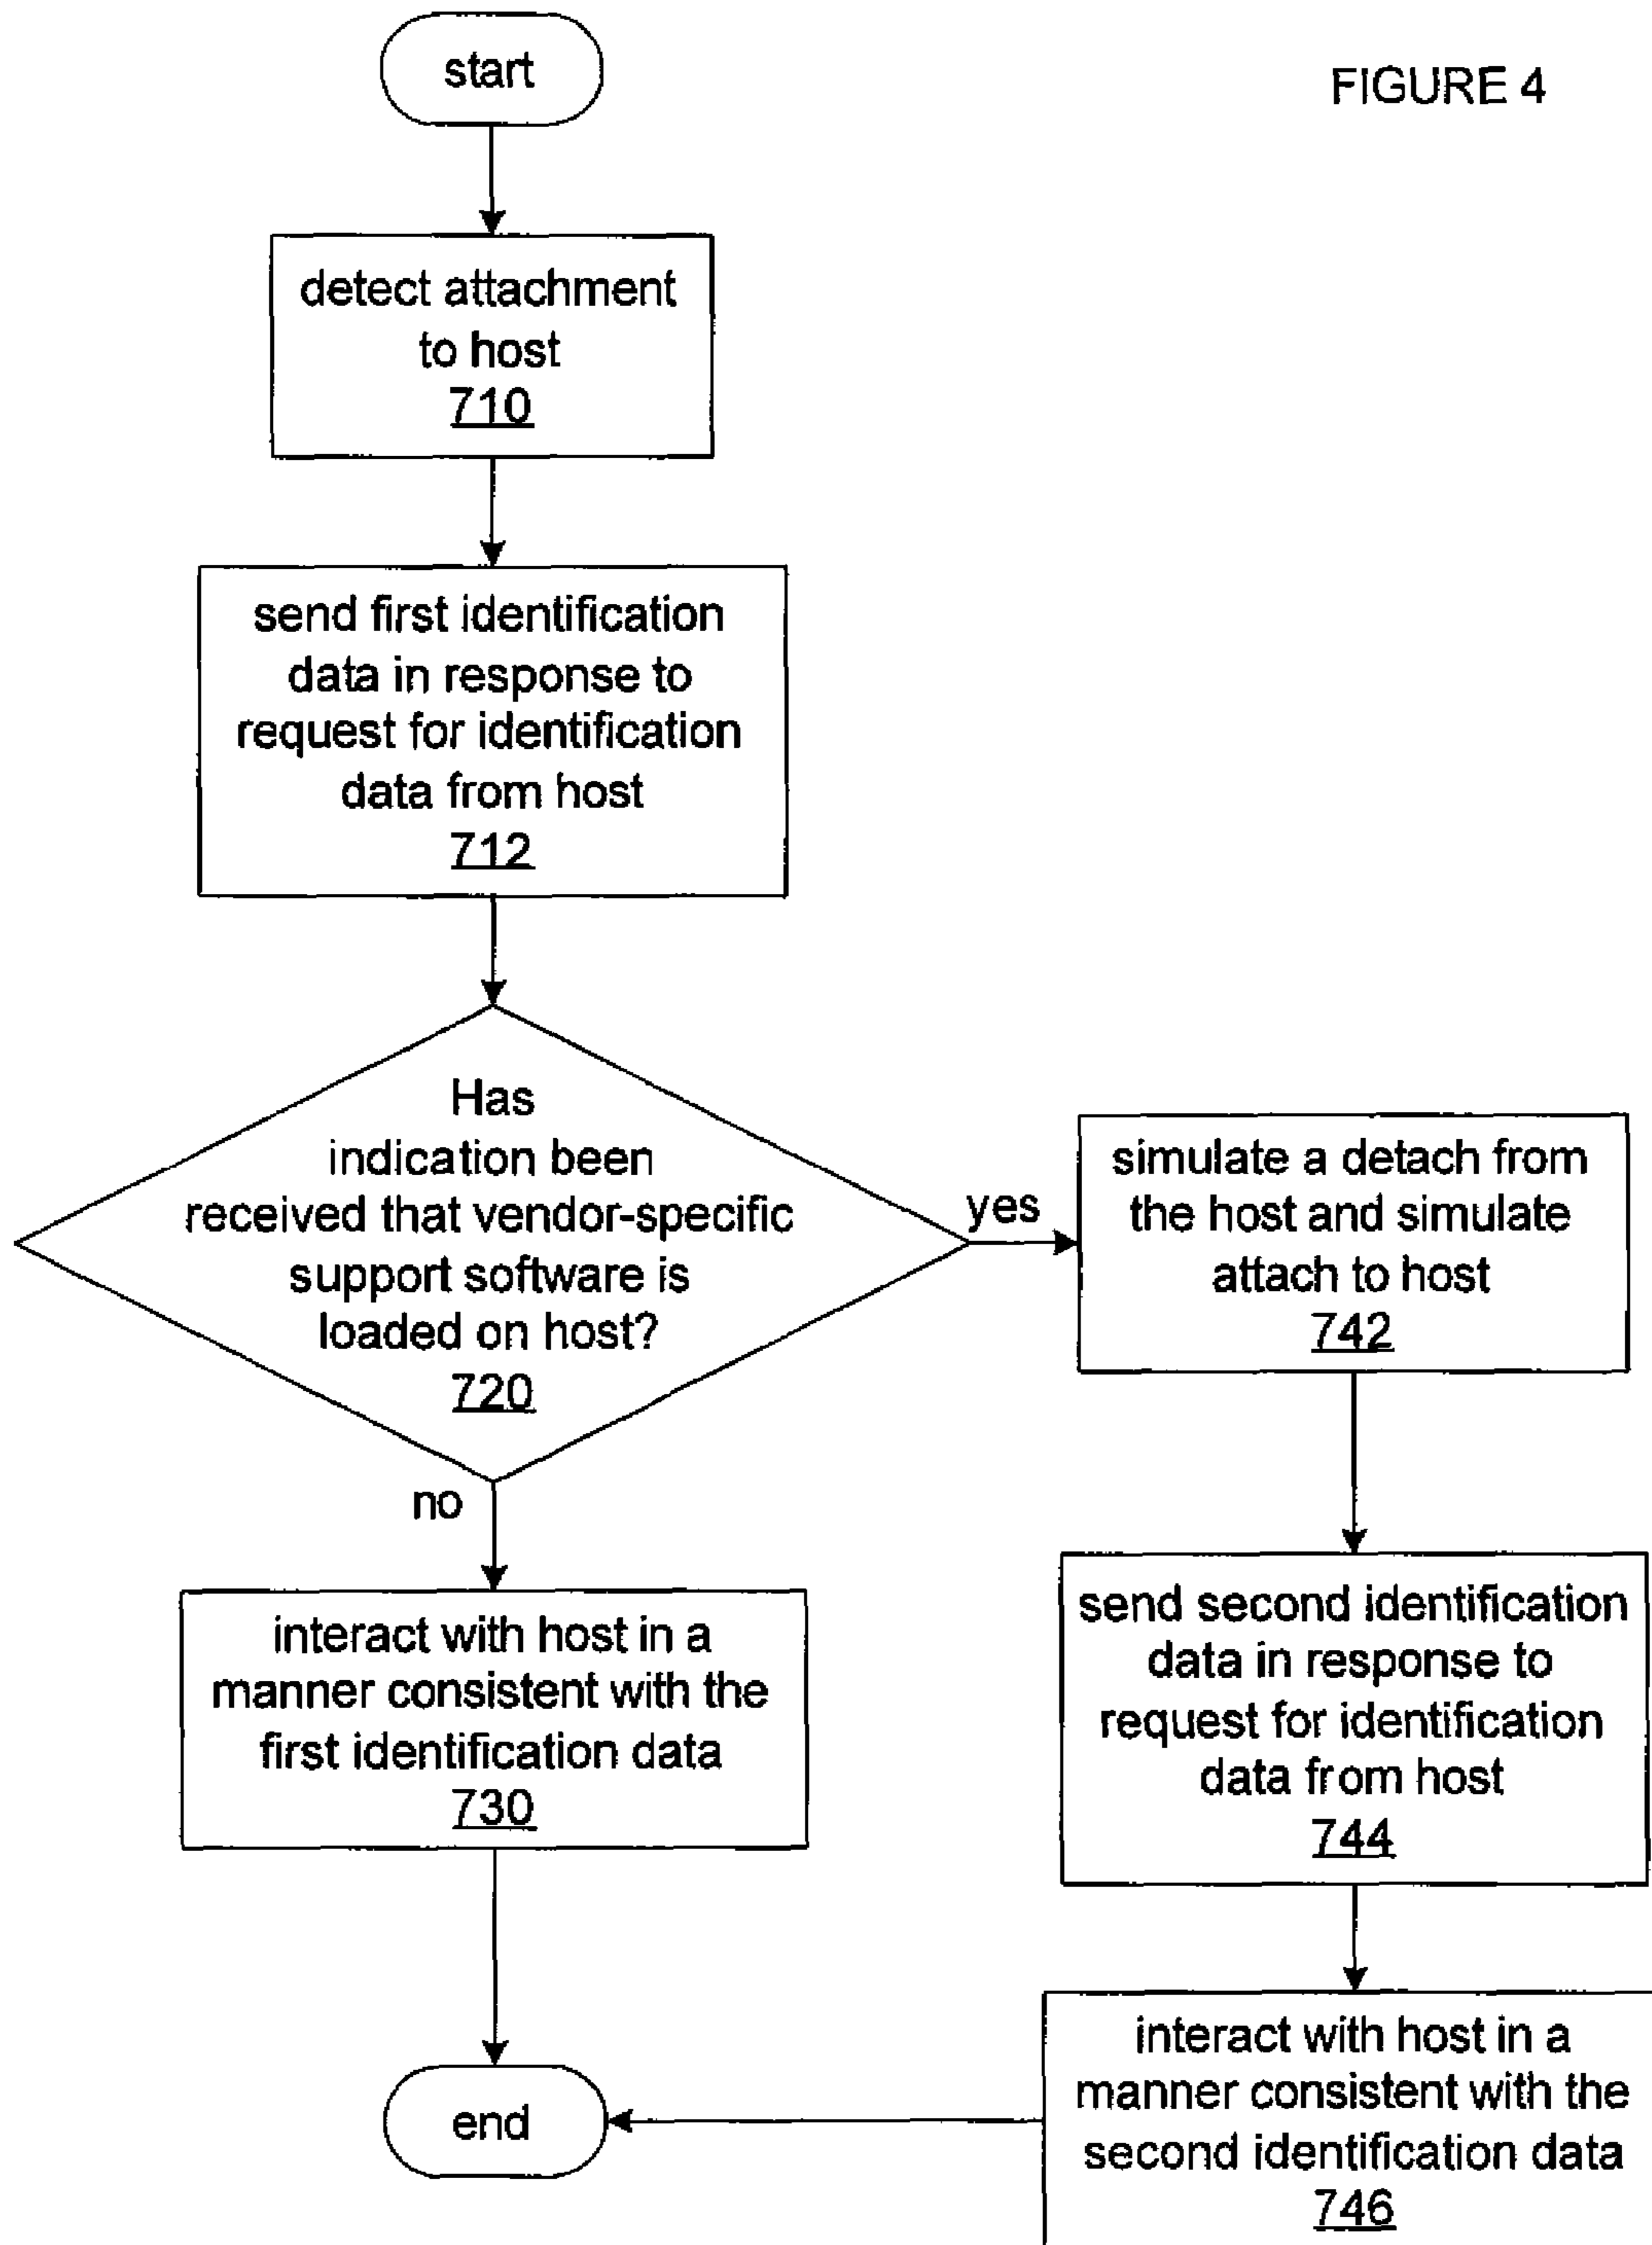 FIGURE 4
start
detect attachment
to host
710
send first identification
data in response to
request for identification
data from host
712
Has
indication been
received that vendor-specific
support software is
loaded on host?
720
yes
no
simulate a detach from
the host and simulate
attach to host
742
send second identification
data in response to
request for identification
data from host
744
interact with host in a
manner consistent with the
first identification data
730
interact with host in a
manner consistent with the
second identification data
746
end